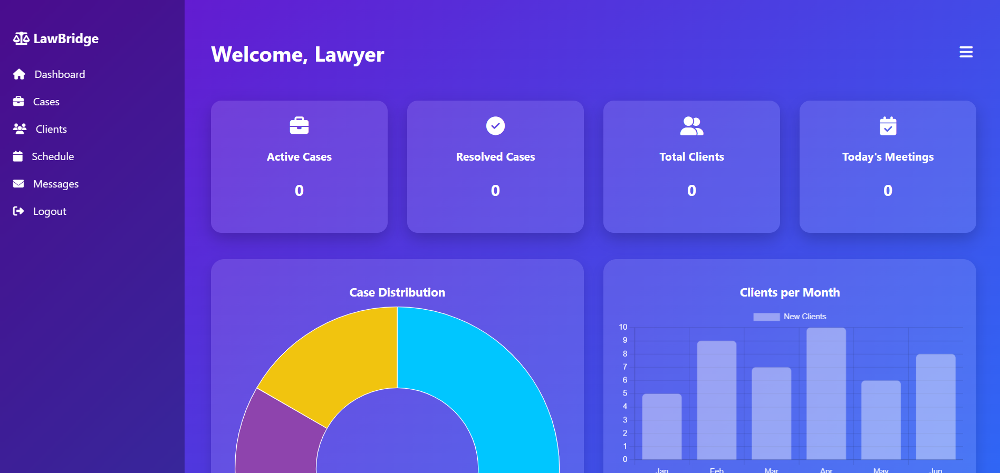 LawBridge
Dashboard
Cases
Clients
Schedule
Messages
Logout
Welcome, Lawyer
Active Cases
0
Resolved Cases
0
Total Clients
0
Today's Meetings
0
Case Distribution
Clients per Month
New Clients
10
9
8
7
6
5
4
3
2
1
0
Jan Feb Mar Apr May Jun